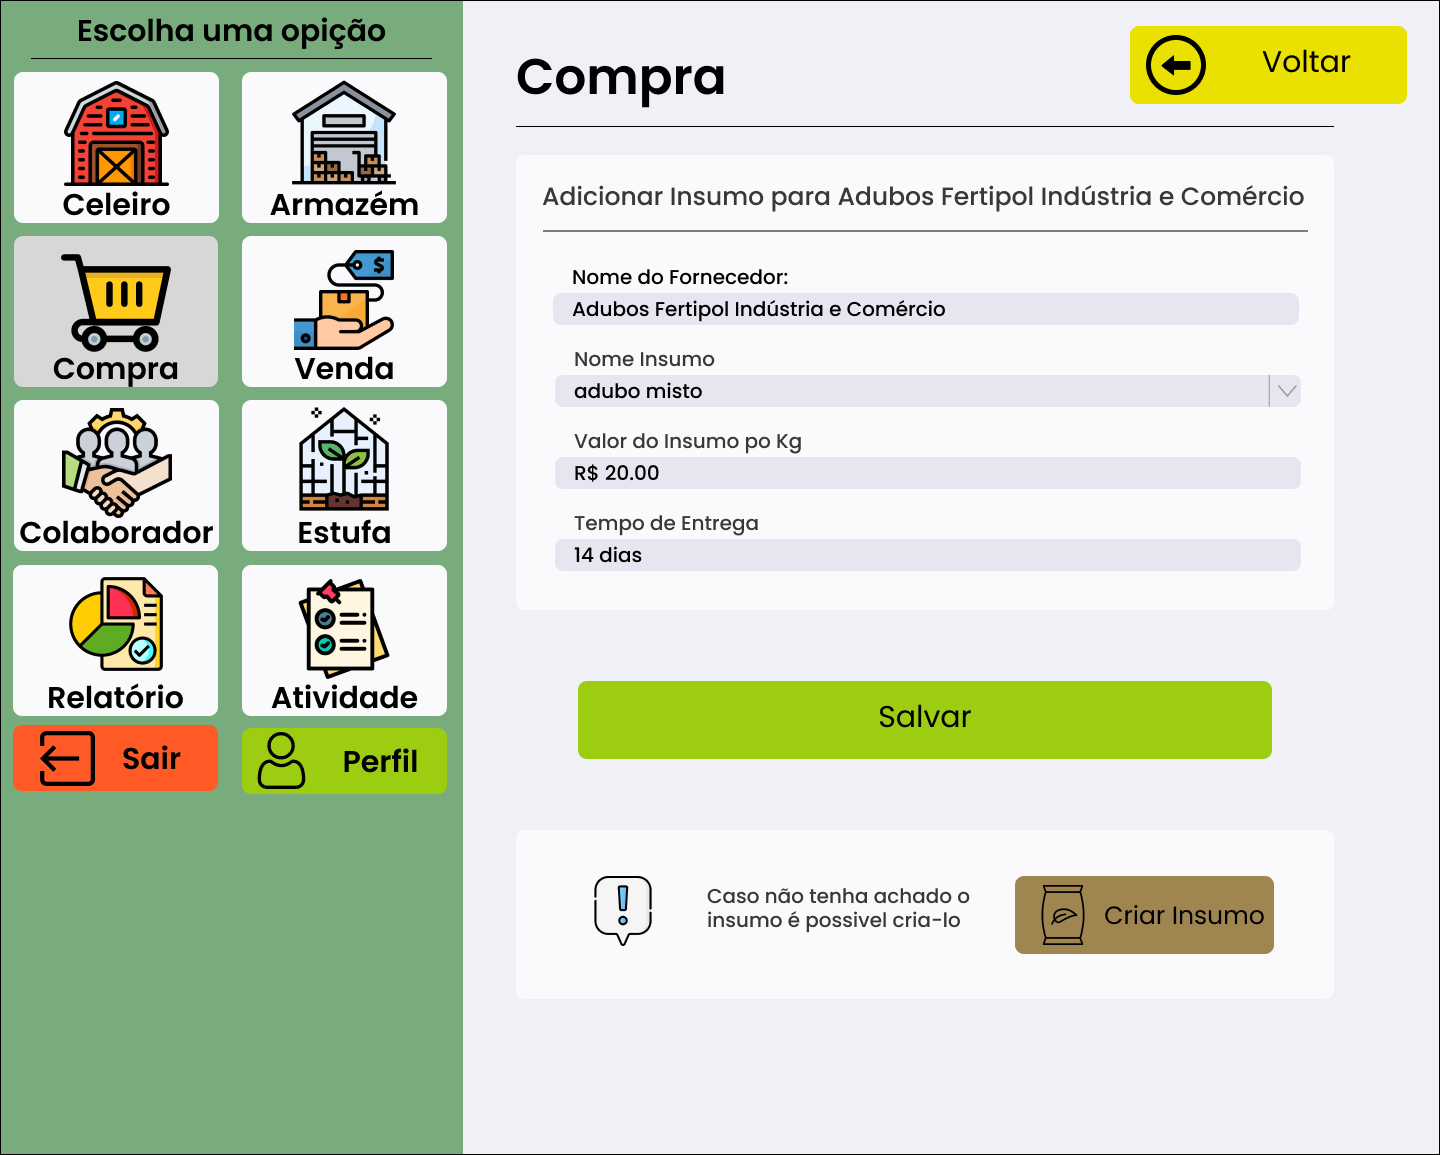 Escolha uma opição
Celeiro
Armazém
Compra
Venda
Colaborador
Estufa
Relatório
Atividade
Sair
Perfil
Compra
Voltar
Adicionar Insumo para Adubos Fertipol Indústria e Comércio
Nome do Fornecedor:
Adubos Fertipol Indústria e Comércio
Nome Insumo
adubo misto
Valor do Insumo po Kg
R$ 20.00
Tempo de Entrega
14 dias
Salvar
Caso não tenha achado o
insumo é possivel cria-lo
Criar Insumo